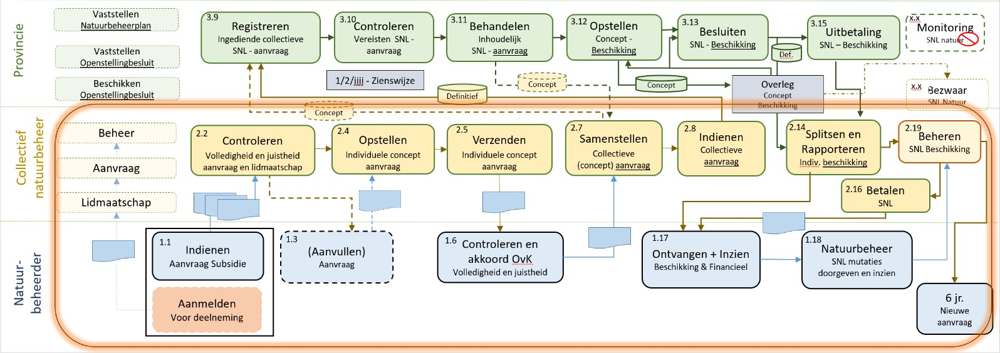 Provincie
Vaststellen
Natuurbeheerplan
Vaststellen
Openstellingbesluit
Beschikken
Openstellingbesluit
3.9
Registreren
Ingediende collectieve
SNL - aanvraag
3.10
Controleren
Vereisten SNL -
aanvraag
3.11
Behandelen
Inhoudelijk
SNL - aanvraag
3.12
Opstellen
Concept -
Beschikking
3.13
Besluiten
SNL - Beschikking
Def.
3.15
Uitbetaling
SNL – Beschikking
x.x
Monitoring
SNL natuur
1/2/jjjj - Zienswijze
Definitief
Concept
Concept
Concept
Overleg
Concept
Beschikking
x.x
Bezwaar
SNL Natuur
Collectief
natuurbeheer
Beheer
Aanvraag
Lidmaatschap
2.2
Controleren
Volledigheid en juistheid
aanvraag en lidmaatschap
2.4
Opstellen
Individuele concept
aanvraag
2.5
Verzenden
Individuele concept
aanvraag
2.7
Samenstellen
Collectieve
(concept) aanvraag
2.8
Indienen
Collectieve
aanvraag
2.14
Splitsen en
Rapporteren
Indiv. beschikking
2.19
Beheren
SNL Beschikking
2.16
Betalen
SNL
Natuur-
beheerder
1.1
Indienen
Aanvraag Subsidie
Aanmelden
Voor deelneming
1.3
(Aanvullen)
Aanvraag
1.6
Controleren en
akkoord OvK
Volledigheid en juistheid
1.17
Ontvangen + Inzien
Beschikking & Financieel
1.18
Natuurbeheer
SNL mutaties
doorgeven en inzien
6 jr.
Nieuwe
aanvraag